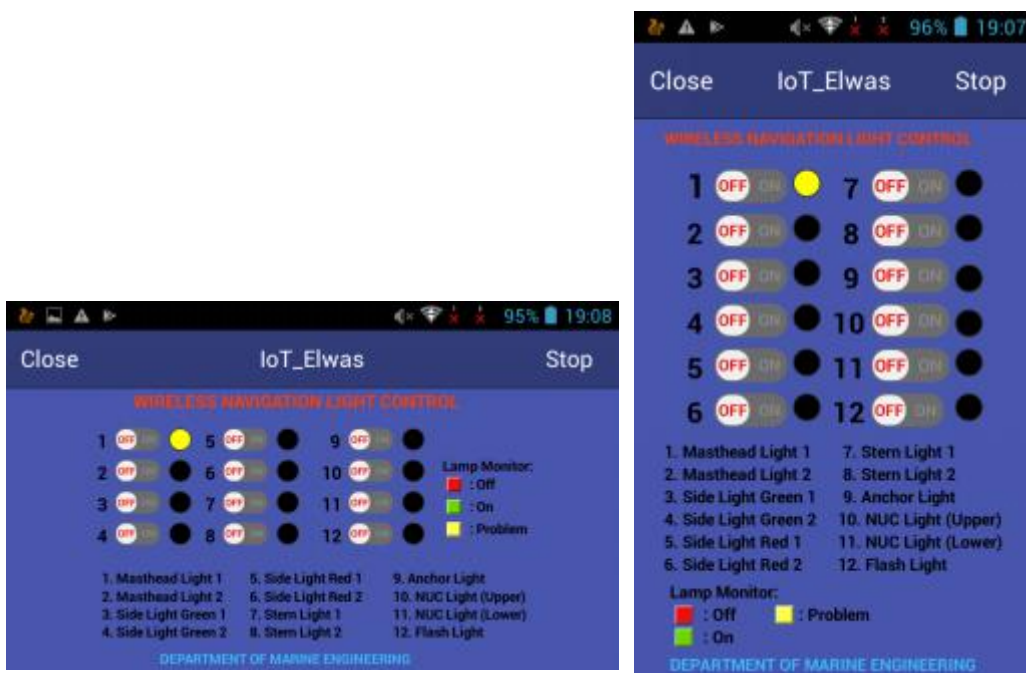 95% 19:08
Close IoT_Elwas Stop
WIRELESS NAVIGATION LIGHT CONTROL
1 OFF ON 5 OFF ON 9 OFF ON
2 OFF ON 6 OFF ON 10 OFF ON
3 OFF ON 7 OFF ON 11 OFF ON
4 OFF ON 8 OFF ON 12 OFF ON
Lamp Monitor:
: Off
: On
: Problem
1. Masthead Light 1 5. Side Light Red 1 9. Anchor Light
2. Masthead Light 2 6. Side Light Red 2 10. NUC Light (Upper)
3. Side Light Green 1 7. Stern Light 1 11. NUC Light (Lower)
4. Side Light Green 2 8. Stern Light 2 12. Flash Light
DEPARTMENT OF MARINE ENGINEERING
96% 19:07
Close IoT_Elwas Stop
WIRELESS NAVIGATION LIGHT CONTROL
1 OFF ON 7 OFF ON
2 OFF ON 8 OFF ON
3 OFF ON 9 OFF ON
4 OFF ON 10 OFF ON
5 OFF ON 11 OFF ON
6 OFF ON 12 OFF ON
1. Masthead Light 1 7. Stern Light 1
2. Masthead Light 2 8. Stern Light 2
3. Side Light Green 1 9. Anchor Light
4. Side Light Green 2 10. NUC Light (Upper)
5. Side Light Red 1 11. NUC Light (Lower)
6. Side Light Red 2 12. Flash Light
Lamp Monitor:
: Off : Problem
: On
DEPARTMENT OF MARINE ENGINEERING